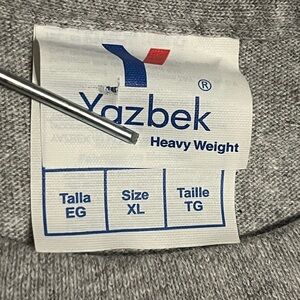 ®
Yazbek
Heavy Weight
Talla
EG
Size
XL
Taille
TG